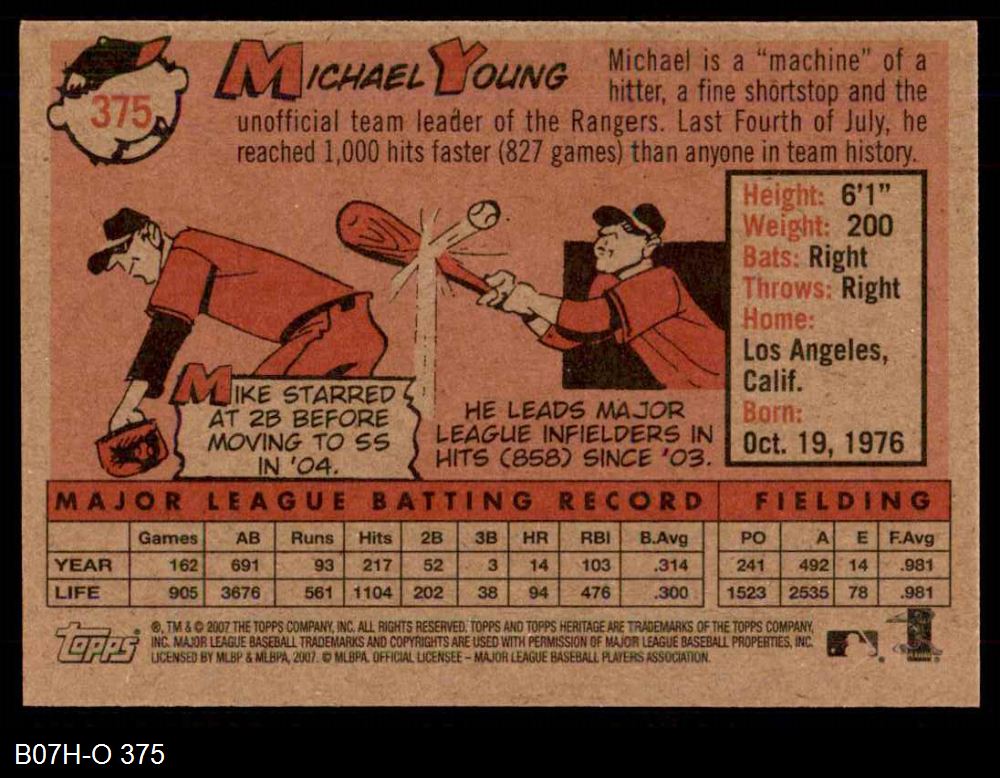 375
MICHAEL YOUNG
Michael is a "machine" of a
hitter, a fine shortstop and the
unofficial team leader of the Rangers. Last Fourth of July, he
reached 1,000 hits faster (827 games) than anyone in team history.
Height: 6'1"
Weight: 200
Bats: Right
Throws: Right
Home:
Los Angeles,
Calif.
Born:
Oct. 19, 1976
MIKE STARRED
AT 2B BEFORE
MOVING TO SS
IN '04.
HE LEADS MAJOR
LEAGUE INFIELDERS IN
HITS (858) SINCE '03.
MAJOR LEAGUE BATTING RECORD FIELDING
Games AB Runs Hits 2B 3B HR RBI B.Avg PO A E F.Avg
YEAR 162 691 93 217 52 3 14 103 .314 241 492 14 .981
LIFE 905 3676 561 1104 202 38 94 476 .300 1523 2535 78 .981
Topps
®, TM & © 2007 THE TOPPS COMPANY, INC. ALL RIGHTS RESERVED. TOPPS AND TOPPS HERITAGE ARE TRADEMARKS OF THE TOPPS COMPANY,
INC. MAJOR LEAGUE BASEBALL TRADEMARKS AND COPYRIGHTS ARE USED WITH PERMISSION OF MAJOR LEAGUE BASEBALL PROPERTIES, INC.
LICENSED BY MLBP & MLBPA, 2007. © MLBPA. OFFICIAL LICENSEE – MAJOR LEAGUE BASEBALL PLAYERS ASSOCIATION.
B07H-O 375